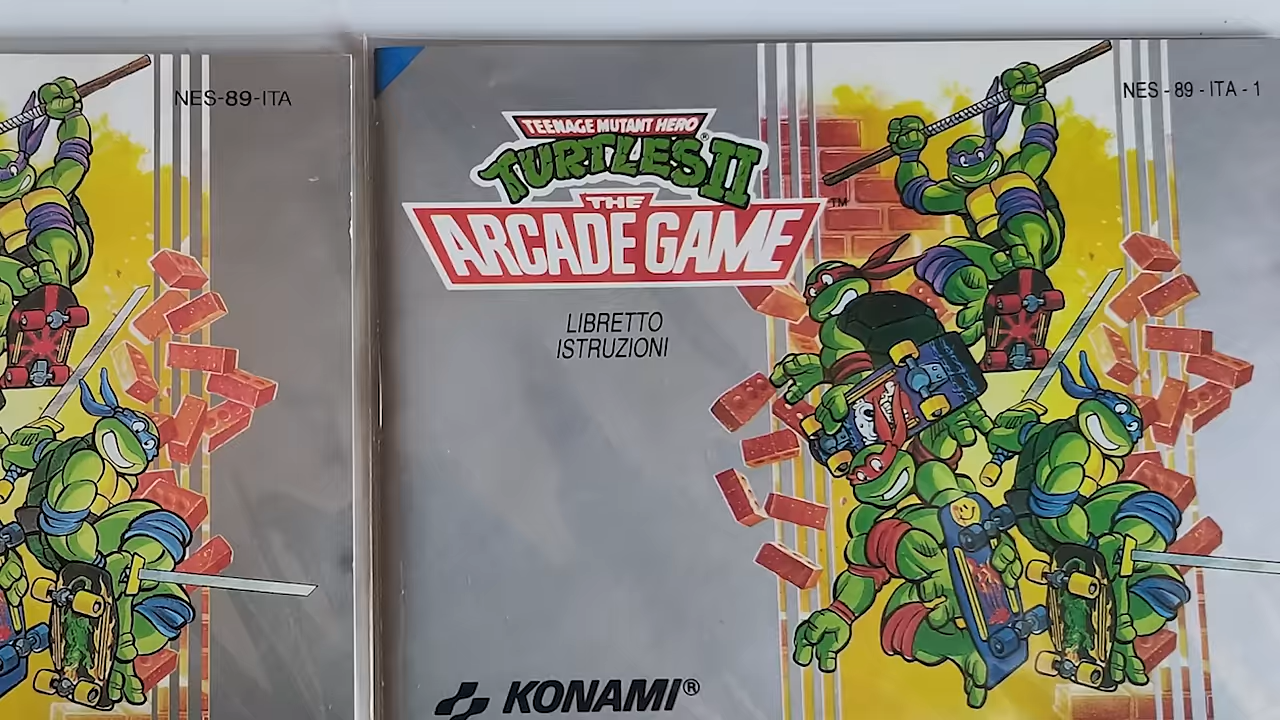 NES-89-ITA
NES - 89 - ITA - 1
TEENAGE MUTANT HERO
TURTLES II ®
THE
ARCADE GAME ™
LIBRETTO
ISTRUZIONI
KONAMI®